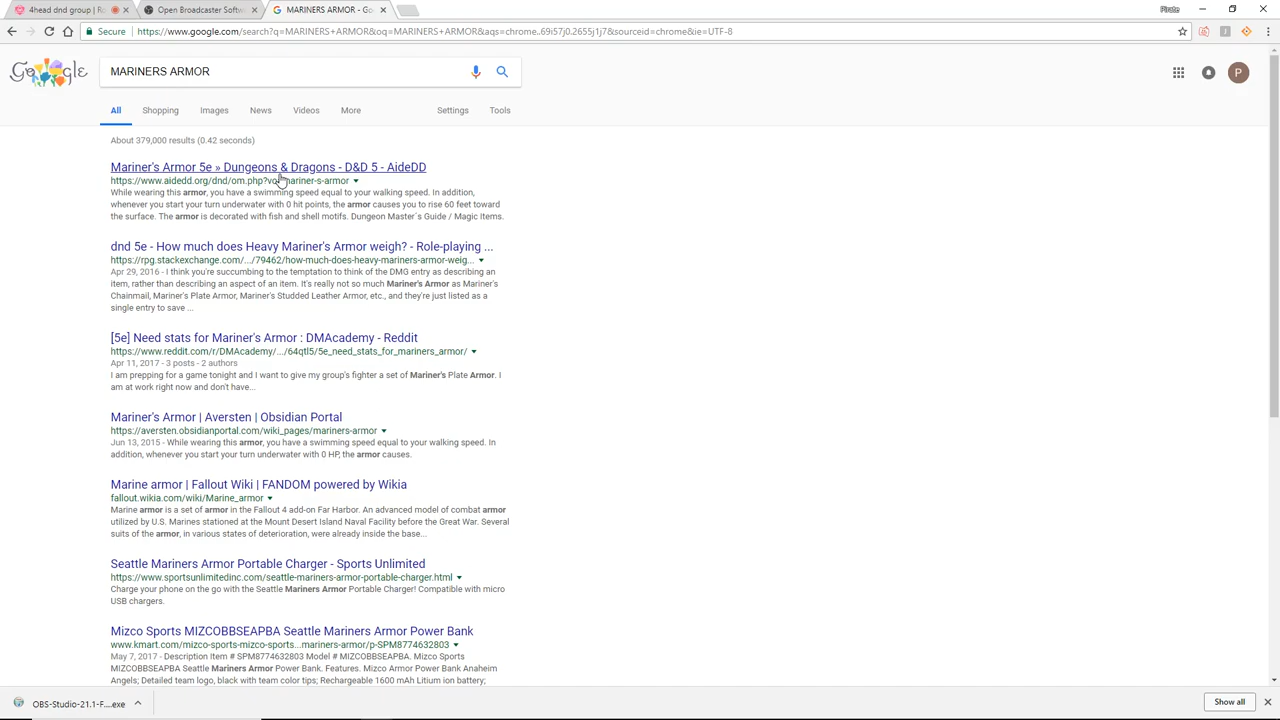 4head dnd group | R
Open Broadcaster Softw
MARINERS ARMOR - Go
Pirate
Secure
https://www.google.com/search?q=MARINERS+ARMOR&oq=MARINERS+ARMOR&aqs=chrome..69i57j0.2655j1j7&sourceid=chrome&ie=UTF-8
MARINERS ARMOR
P
All Shopping Images News Videos More Settings Tools
About 379,000 results (0.42 seconds)
Mariner's Armor 5e » Dungeons & Dragons - D&D 5 - AideDD
https://www.aidedd.org/dnd/om.php?vo mariner-s-armor
While wearing this armor, you have a swimming speed equal to your walking speed. In addition,
whenever you start your turn underwater with 0 hit points, the armor causes you to rise 60 feet toward
the surface. The armor is decorated with fish and shell motifs. Dungeon Master´s Guide / Magic Items.
dnd 5e - How much does Heavy Mariner's Armor weigh? - Role-playing ...
https://rpg.stackexchange.com/.../79462/how-much-does-heavy-mariners-armor-weig...
Apr 29, 2016 - I think you're succumbing to the temptation to think of the DMG entry as describing an
item, rather than describing an aspect of an item. It's really not so much Mariner's Armor as Mariner's
Chainmail, Mariner's Plate Armor, Mariner's Studded Leather Armor, etc., and they're just listed as a
single entry to save ...
[5e] Need stats for Mariner's Armor : DMAcademy - Reddit
https://www.reddit.com/r/DMAcademy/.../64qtl5/5e_need_stats_for_mariners_armor/
Apr 11, 2017 - 3 posts - 2 authors
I am prepping for a game tonight and I want to give my group's fighter a set of Mariner's Plate Armor. I
am at work right now and don't have...
Mariner's Armor | Aversten | Obsidian Portal
https://aversten.obsidianportal.com/wiki_pages/mariners-armor
Jun 13, 2015 - While wearing this armor, you have a swimming speed equal to your walking speed. In
addition, whenever you start your turn underwater with 0 HP, the armor causes.
Marine armor | Fallout Wiki | FANDOM powered by Wikia
fallout.wikia.com/wiki/Marine_armor
Marine armor is a set of armor in the Fallout 4 add-on Far Harbor. An advanced model of combat armor
utilized by U.S. Marines stationed at the Mount Desert Island Naval Facility before the Great War. Several
suits of the armor, in various states of deterioration, were already inside the base...
Seattle Mariners Armor Portable Charger - Sports Unlimited
https://www.sportsunlimitedinc.com/seattle-mariners-armor-portable-charger.html
Charge your phone on the go with the Seattle Mariners Armor Portable Charger! Compatible with micro
USB chargers.
Mizco Sports MIZCOBBSEAPBA Seattle Mariners Armor Power Bank
www.kmart.com/mizco-sports-mizco-sports...mariners-armor/p-SPM8774632803
May 7, 2017 - Description Item # SPM8774632803 Model # MIZCOBBSEAPBA. Mizco Sports
MIZCOBBSEAPBA Seattle Mariners Armor Power Bank. Features. Mizco Armor Power Bank Anaheim
Angels; Detailed team logo, black with team color tips; Rechargeable 1600 mAh Litium ion battery;
OBS-Studio-21.1-F....exe
Show all